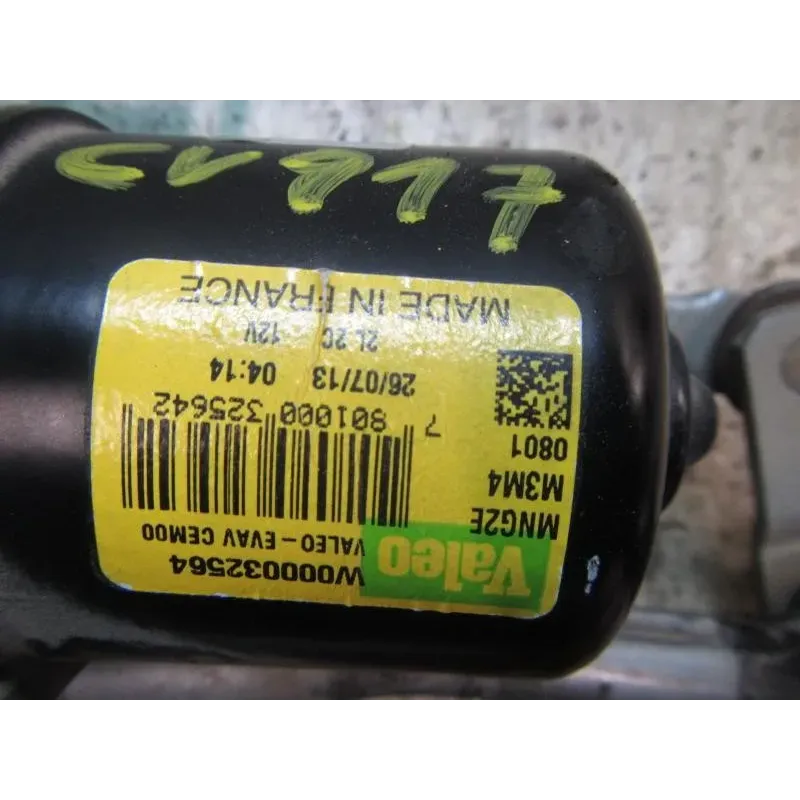 Valeo W000032564
MNG2E VALEO - EVAV CEM00
M3M4
0801
7 801000 325642
26/07/13 04:14
2L 2C 12V
MADE IN FRANCE